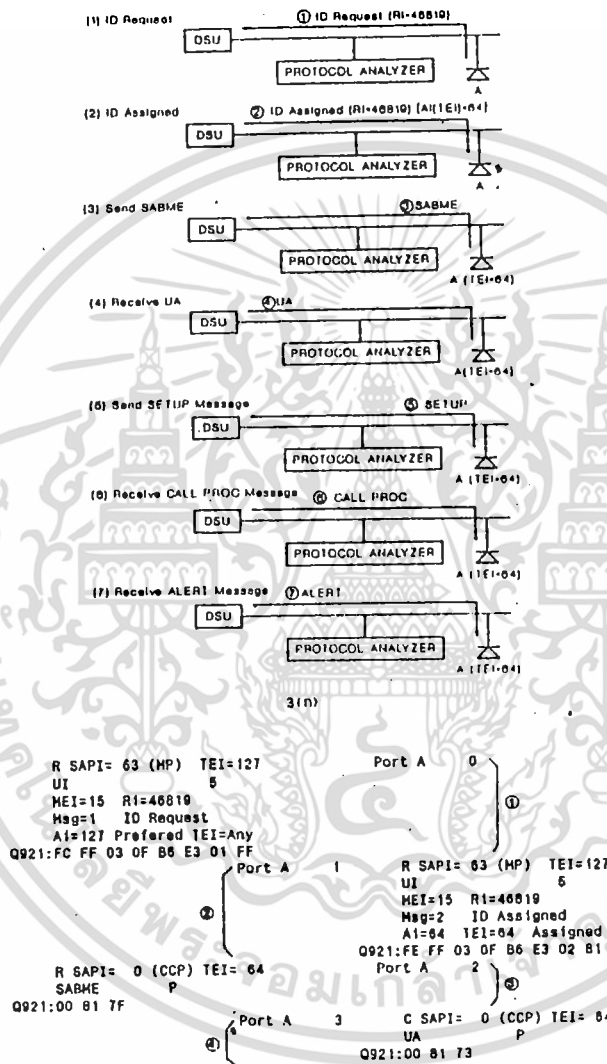 (1) ID Request
① ID Request (RI-46819)
DSU
PROTOCOL ANALYZER
A
(2) ID Assigned
② ID Assigned (RI-46819) (AI(TEI)-64)
DSU
PROTOCOL ANALYZER
A
(3) Send SABME
③SABME
DSU
PROTOCOL ANALYZER
A (TEI-64)
(4) Receive UA
④UA
DSU
PROTOCOL ANALYZER
A(TEI-64)
(5) Send SETUP Message
⑤ SETUP
DSU
PROTOCOL ANALYZER
A (TEI-64)
(6) Receive CALL PROC Message
⑥ CALL PROC
DSU
PROTOCOL ANALYZER
A (TEI-64)
(7) Receive ALERT Message
⑦ALERT
DSU
PROTOCOL ANALYZER
A (TEI-64)
3(ก)
R SAPI= 63 (MP) TEI=127 Port A 0
UI 5
MEI=15 RI=46819
Msg=1 ID Request
①
AI=127 Preferred TEI=Any
Q921:FC FF 03 0F B6 E3 01 FF
Port A 1 R SAPI= 63 (MP) TEI=127
UI 5
MEI=15 RI=46819
② Msg=2 ID Assigned
AI=64 TEI=64 Assigned
Q921:FE FF 03 0F B6 E3 02 81
R SAPI= 0 (CCP) TEI= 64 Port A 2
SABME P ③
Q921:00 81 7F
Port A 3 C SAPI= 0 (CCP) TEI= 64
④ UA P
Q921:00 81 73